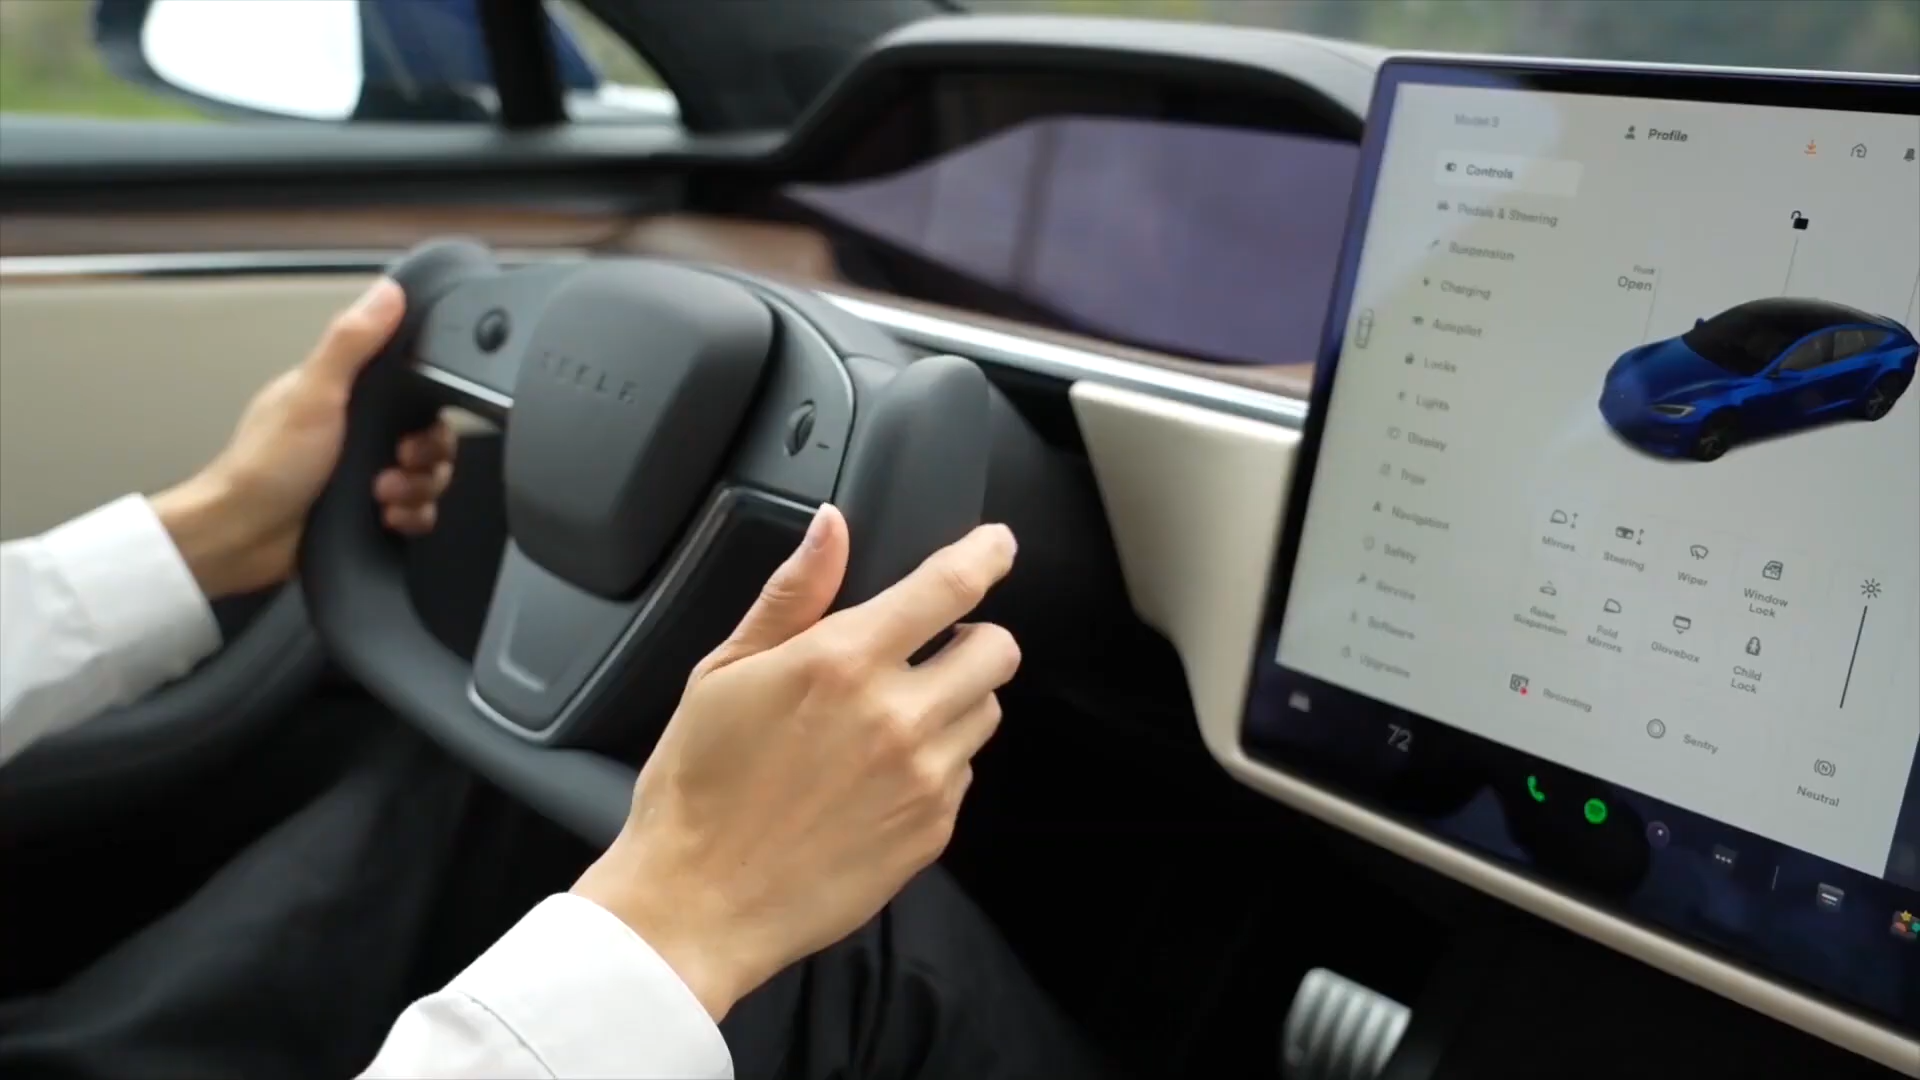 Profile
Controls
Pedals & Steering
Suspension
Charging
Autopilot
Locks
Lights
Display
Trips
Navigation
Safety
Service
Software
Upgrades
Open
Mirrors
Steering
Wiper
Window
Lock
Raise
Suspension
Fold
Mirrors
Glovebox
Child
Lock
Recording
Sentry
Neutral
72